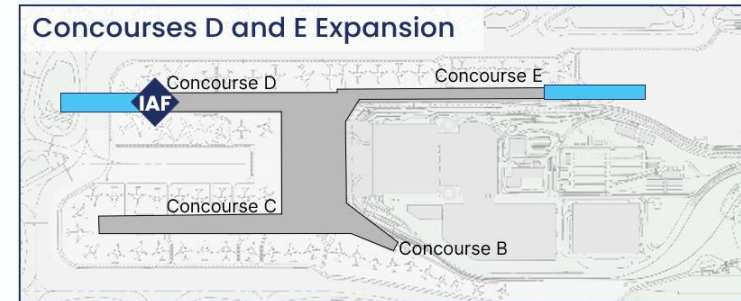 Concourses D and E Expansion
Concourse D
Concourse E
IAF
Concourse C
Concourse B